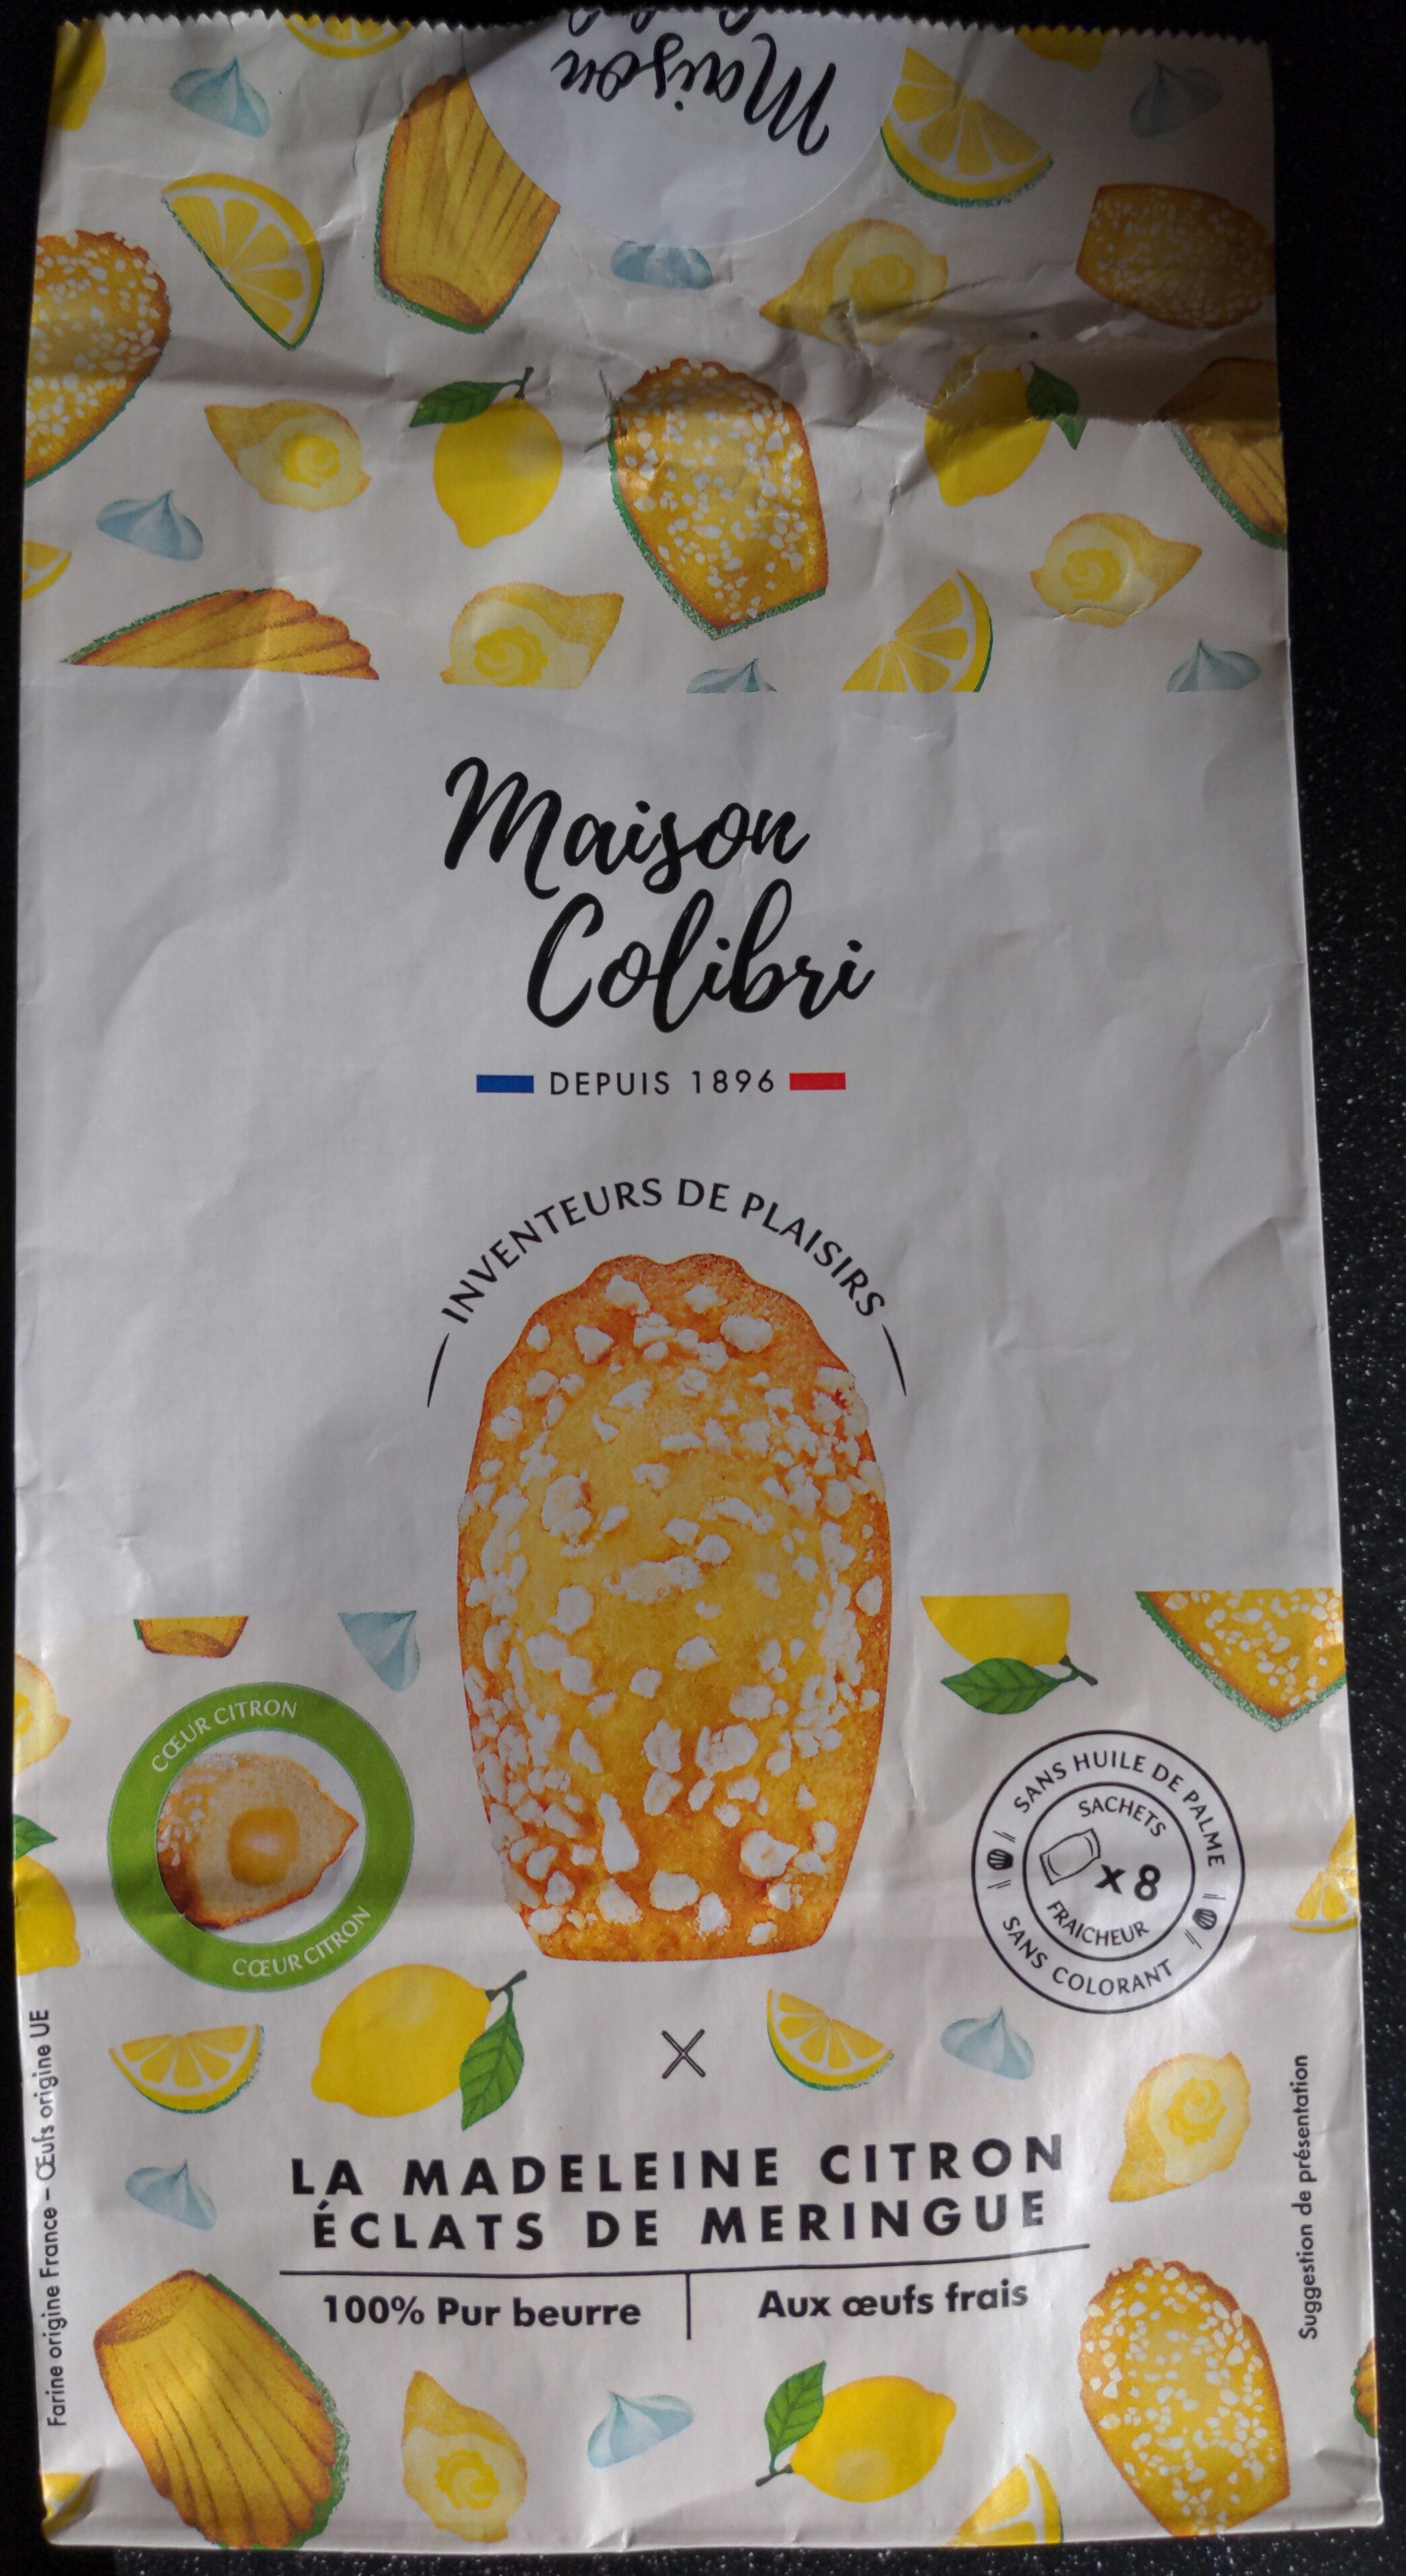 Maison
Maison
Colibri
DEPUIS 1896
INVENTEURS DE PLAISIRS
CŒUR CITRON
CŒUR CITRON
SANS HUILE DE PALME
SACHETS
x 8
FRAICHEUR
SANS COLORANT
LA MADELEINE CITRON
ÉCLATS DE MERINGUE
100% Pur beurre
Aux œufs frais
Farine origine France – Œufs origine UE
Suggestion de présentation